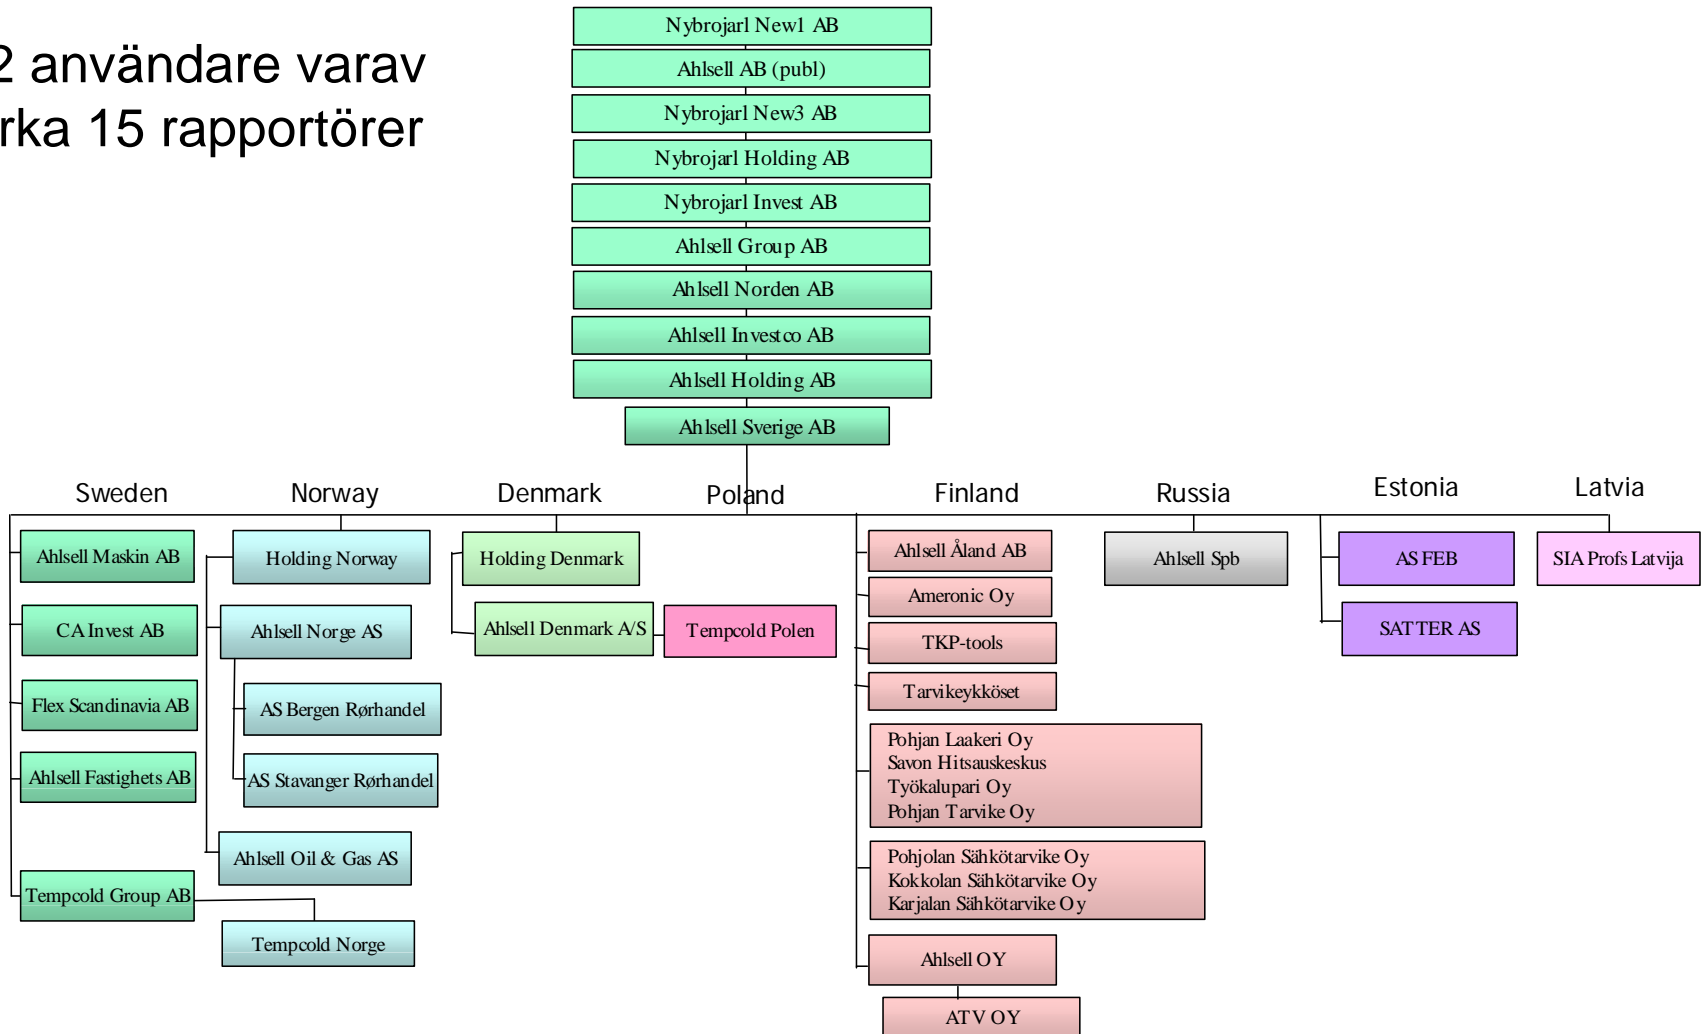 2 användare varav
rka 15 rapportörer
Nybrojarl New1 AB
Ahlsell AB (publ)
Nybrojarl New3 AB
Nybrojarl Holding AB
Nybrojarl Invest AB
Ahlsell Group AB
Ahlsell Norden AB
Ahlsell Investco AB
Ahlsell Holding AB
Ahlsell Sverige AB
Sweden
Norway
Denmark
Poland
Finland
Russia
Estonia
Latvia
Ahlsell Maskin AB
CA Invest AB
Flex Scandinavia AB
Ahlsell Fastighets AB
Tempcold Group AB
Holding Norway
Ahlsell Norge AS
AS Bergen Rørhandel
AS Stavanger Rørhandel
Ahlsell Oil & Gas AS
Tempcold Norge
Holding Denmark
Ahlsell Denmark A/S
Tempcold Polen
Ahlsell Åland AB
Ameronic Oy
TKP-tools
Tarvikeykköset
Pohjan Laakeri Oy
Savon Hitsauskeskus
Työkalupari Oy
Pohjan Tarvike Oy
Pohjolan Sähkötarvike Oy
Kokkolan Sähkötarvike Oy
Karjalan Sähkötarvike Oy
Ahlsell OY
ATV OY
Ahlsell Spb
AS FEB
SATTER AS
SIA Profs Latvija